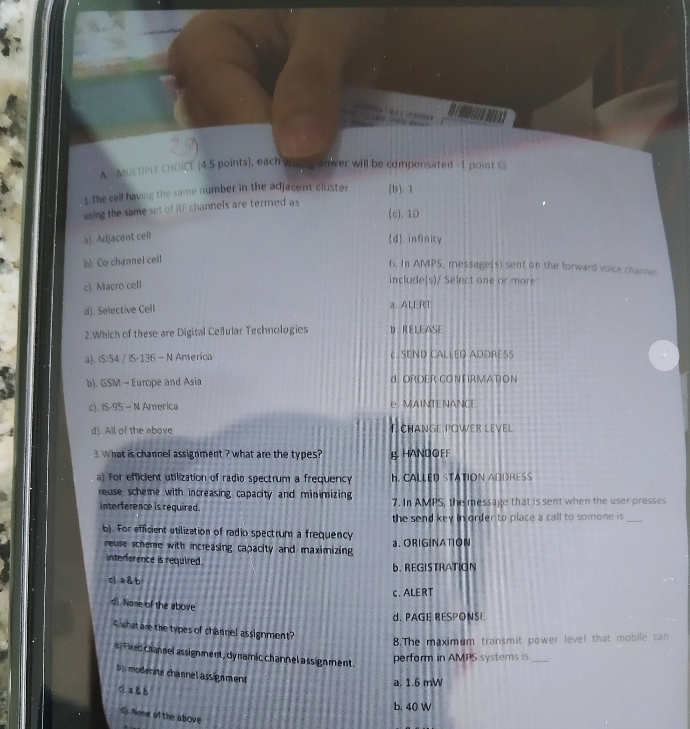 29
A. MULTIPLE CHOICE (4.5 points), each anwer will be compensated -1 point
1.The cell having the same number in the adjacent cluster
using the same set of RF channels are termed as
a). Adjacent cell
b). Co channel cell
c). Macro cell
d). Selective Cell
2.Which of these are Digital Cellular Technologies
a). IS:54 / IS-136 – N America
b). GSM – Europe and Asia
c). IS-95 – N America
d). All of the above
3.What is channel assignment ? what are the types?
a) For efficient utilization of radio spectrum a frequency
reuse scheme with increasing capacity and minimizing
interference is required.
b). For efficient utilization of radio spectrum a frequency
reuse scheme with increasing capacity and maximizing
interference is required.
c). a & b
d). None of the above
4.what are the types of channel assignment?
a) Fixed channel assignment, dynamic channel assignment.
b) moderate channel assignment
c). a & b
d). None of the above
(b). 1
(c). 10
(d) infinity
6. In AMPS, message(s) sent on the forward voice channel
include(s)/ Select one or more:
a. ALERT
b. RELEASE
c. SEND CALLED ADDRESS
d. ORDER CONFIRMATION
e. MAINTENANCE
f. CHANGE POWER LEVEL
g. HANDOFF
h. CALLED STATION ADDRESS
7. In AMPS, the message that is sent when the user presses
the send key in order to place a call to somone is ___
a. ORIGINATION
b. REGISTRATION
c. ALERT
d. PAGE RESPONSE
8.The maximum transmit power level that mobile can
perform in AMPS systems is ___
a. 1.6 mW
b. 40 W